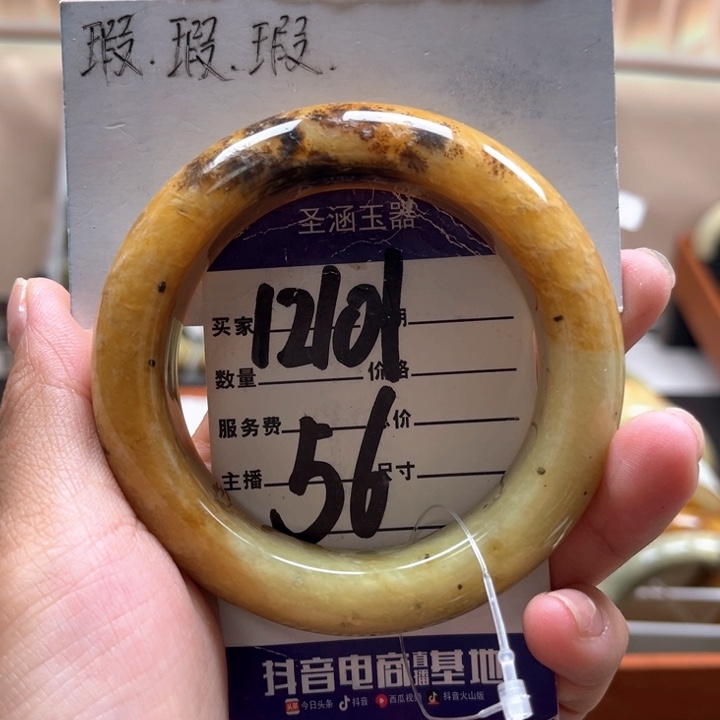 瑕.瑕.瑕.
圣涵玉器
12101
买家 期
数量 价格
服务费 价
56
主播 尺寸
抖音电商直播基地
头条 今日头条 抖音 西瓜视频 抖音火山版